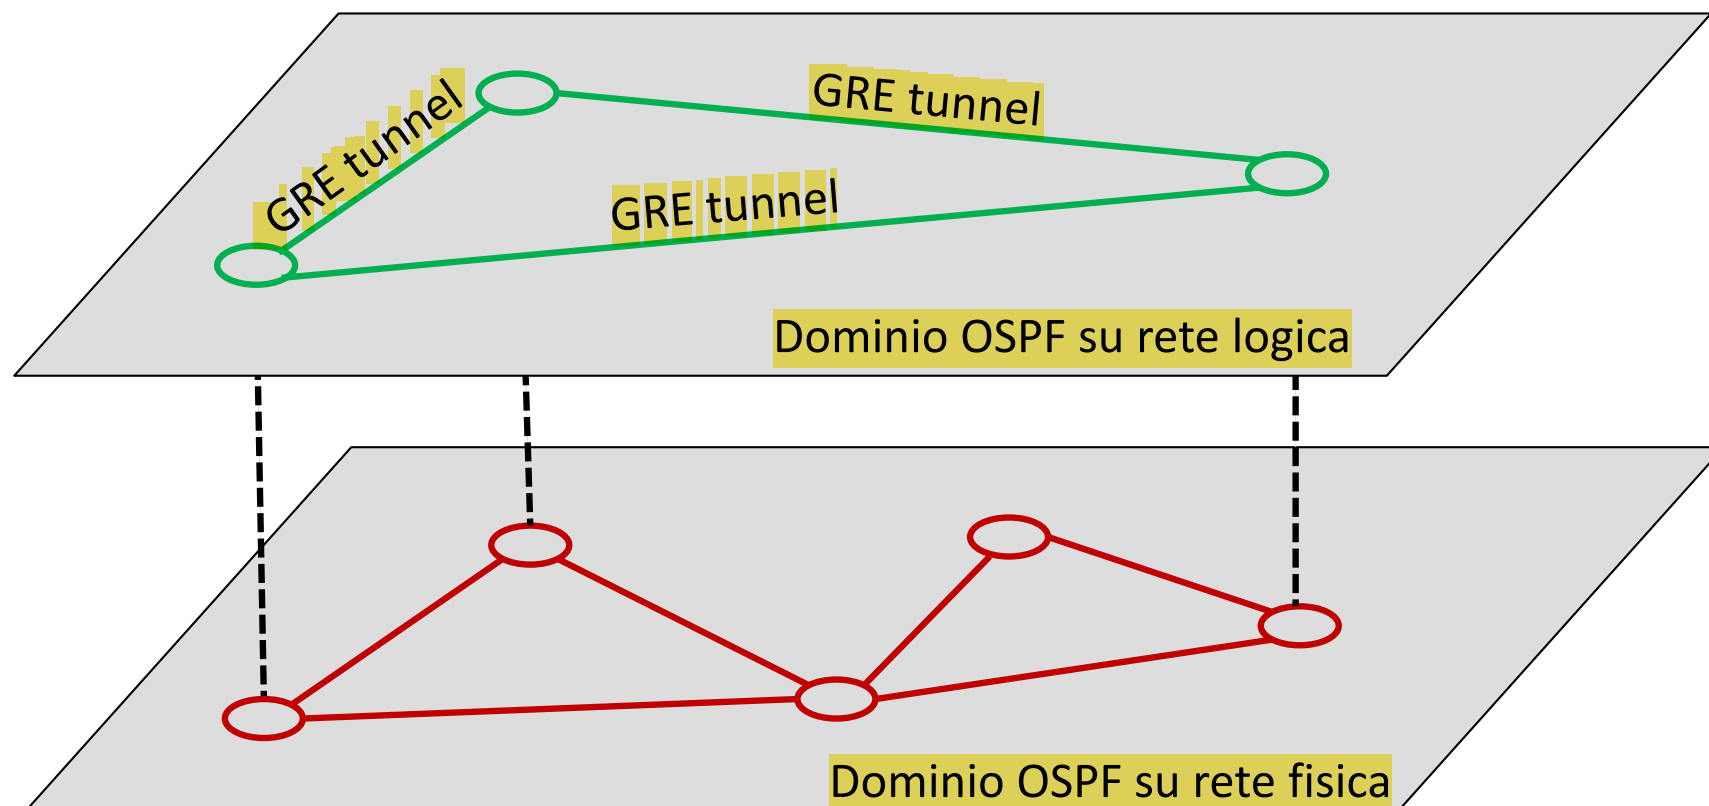 GRE tunnel
GRE tunnel
GRE tunnel
Dominio OSPF su rete logica
Dominio OSPF su rete fisica